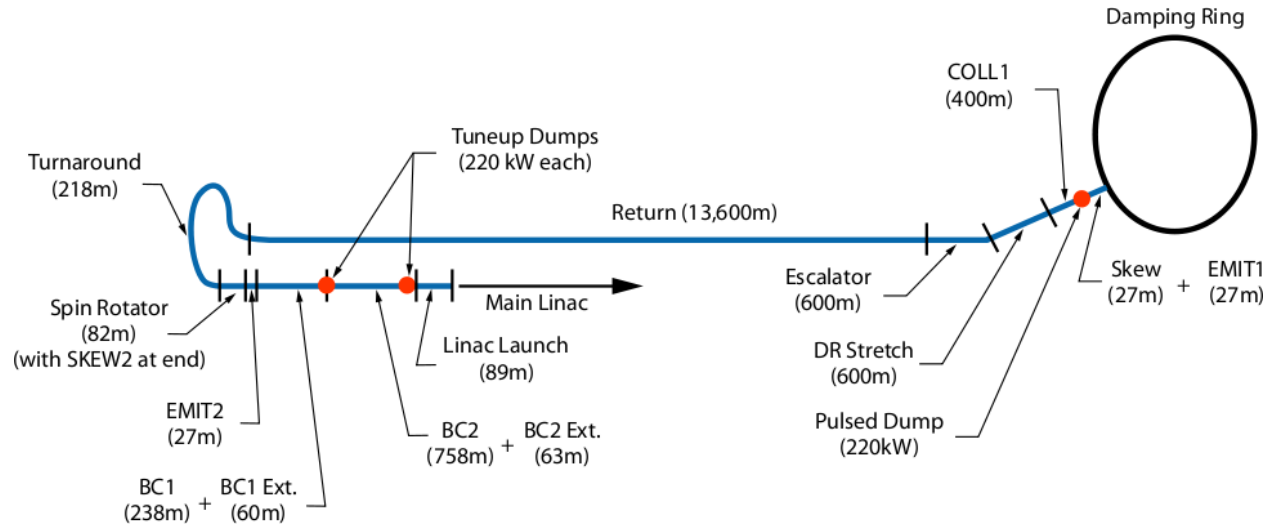 Damping Ring
COLL1
(400m)
Tuneup Dumps
(220 kW each)
Turnaround
(218m)
Return (13,600m)
Escalator
(600m)
Skew + EMIT1
(27m) (27m)
Main Linac
Spin Rotator
(82m)
(with SKEW2 at end)
Linac Launch
(89m)
DR Stretch
(600m)
EMIT2
(27m)
Pulsed Dump
(220kW)
BC2 + BC2 Ext.
(758m) (63m)
BC1 + BC1 Ext.
(238m) (60m)